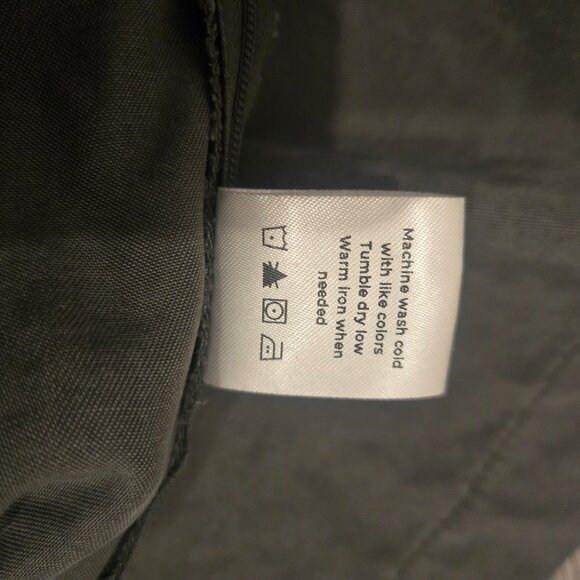 Machine wash cold
with like colors
Tumble dry low
Warm iron when
needed